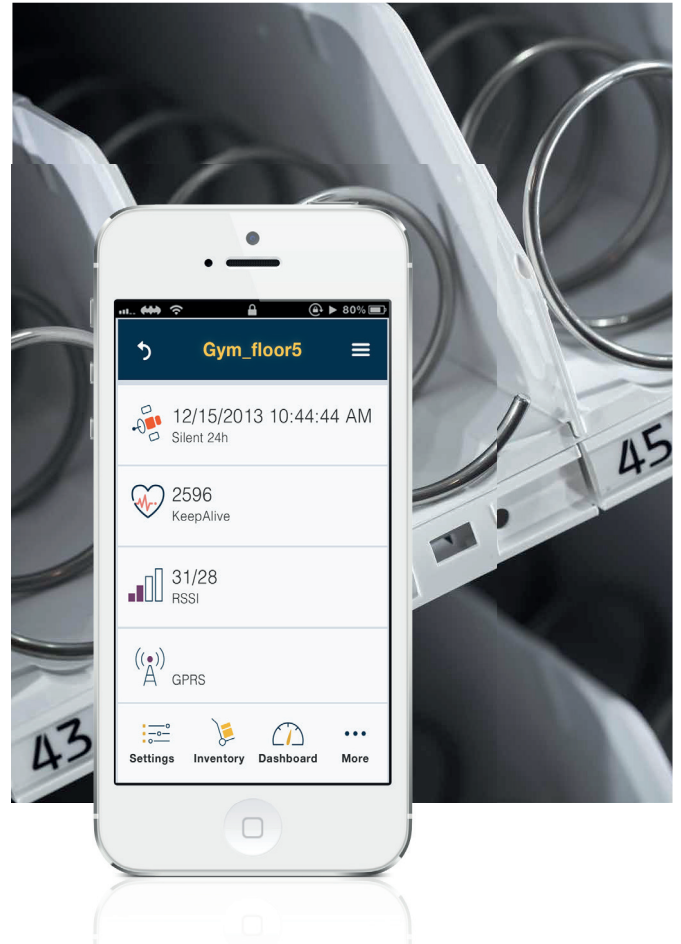 80%
Gym_floor5
12/15/2013 10:44:44 AM
Silent 24h
2596
KeepAlive
31/28
RSSI
GPRS
Settings Inventory Dashboard More
45
43